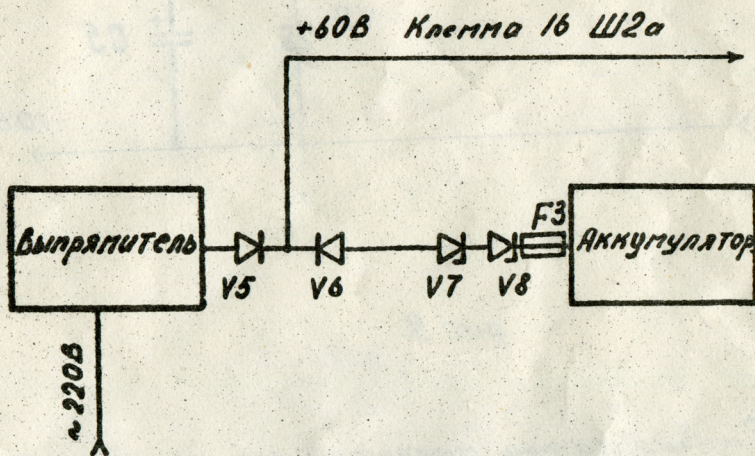 +60В Клемма 16 Ш2а
Выпрямитель
V5
V6
V7
V8
F3
Аккумулятор
~220В